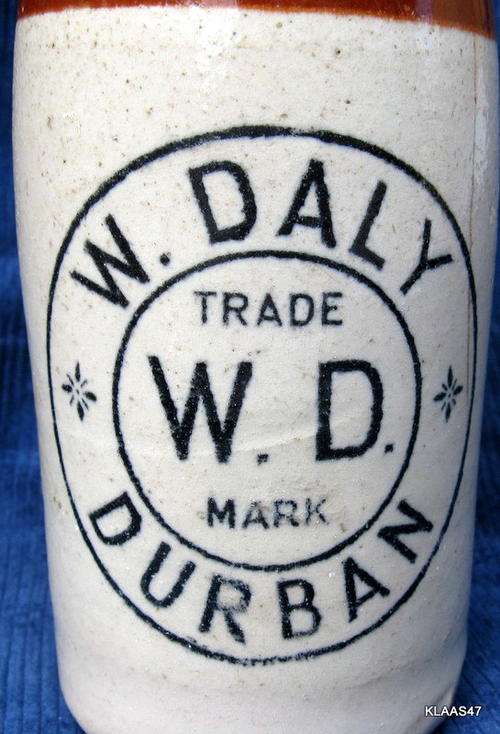 W. DALY
TRADE
W. D.
MARK
DURBAN
KLAAS47